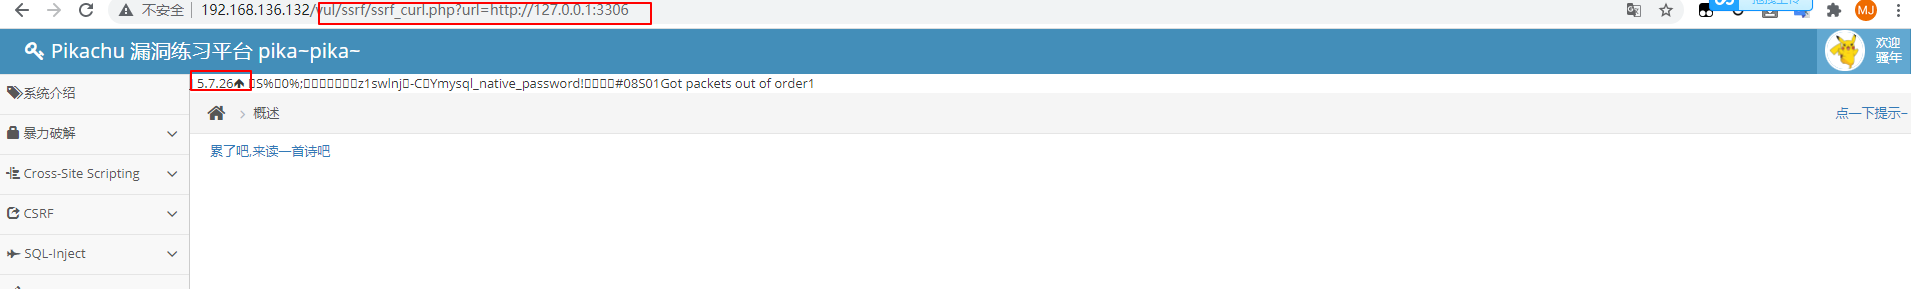 不安全 192.168.136.132/vul/ssrf/ssrf_curl.php?url=http://127.0.0.1:3306
MJ
Pikachu 漏洞练习平台 pika~pika~
欢迎
骚年
5.7.26 S%0%;z1swlnj-CYmysql_native_password!#08S01Got packets out of order1
系统介绍
概述
点一下提示~
暴力破解
累了吧,来读一首诗吧
Cross-Site Scripting
CSRF
SQL-Inject